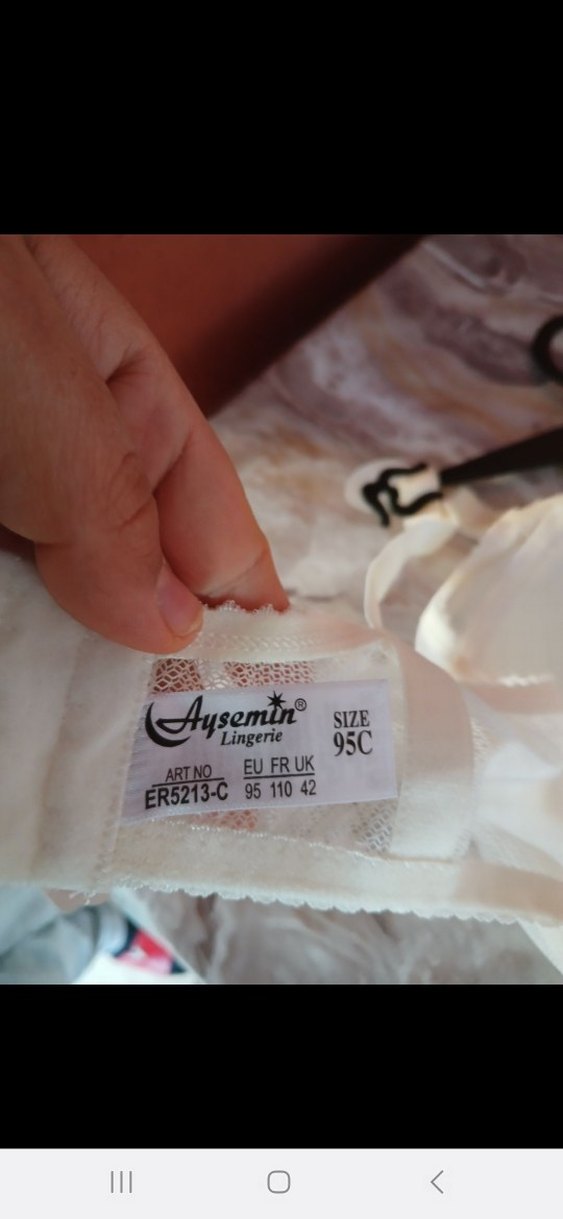 Aysemin®
Lingerie
SIZE
95C
ART NO
ER5213-C
EU FR UK
95 110 42